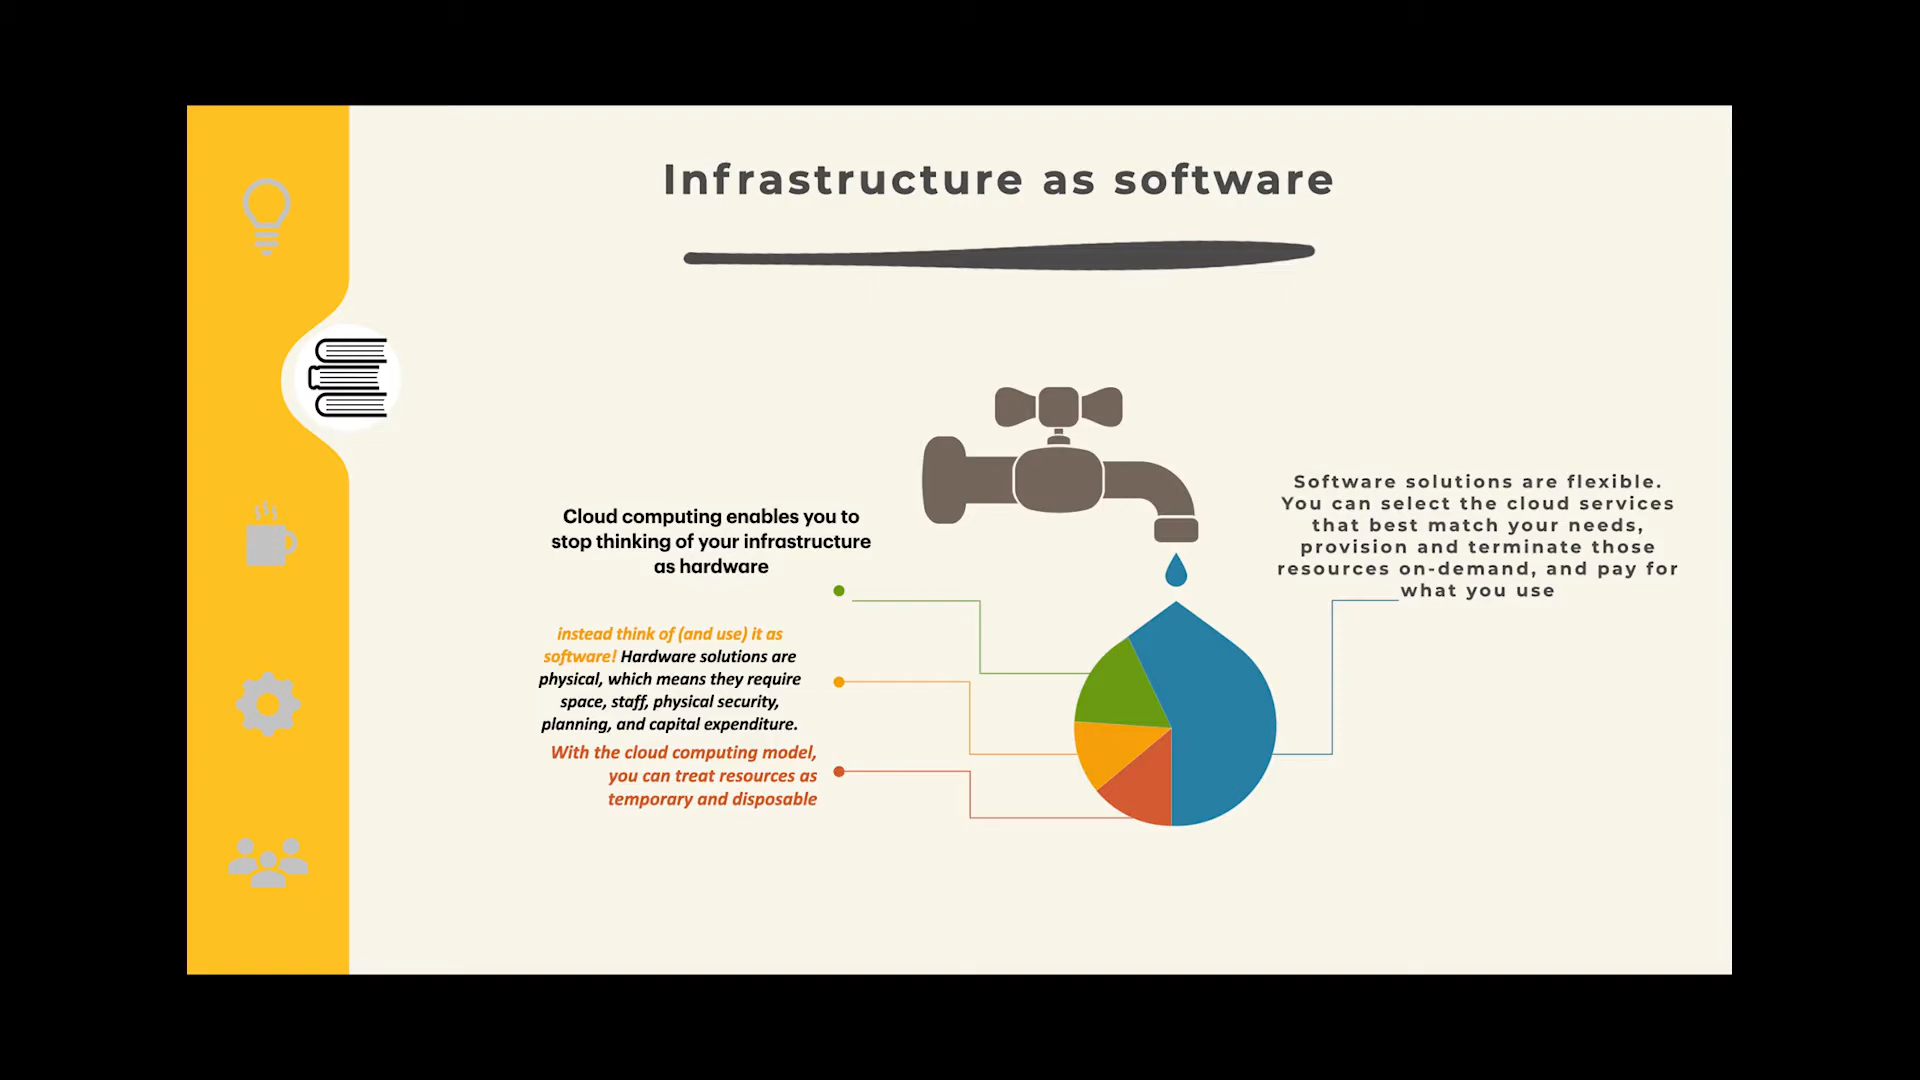 Infrastructure as software
Cloud computing enables you to
stop thinking of your infrastructure
as hardware
instead think of (and use) it as
software! Hardware solutions are
physical, which means they require
space, staff, physical security,
planning, and capital expenditure.
With the cloud computing model,
you can treat resources as
temporary and disposable
Software solutions are flexible.
You can select the cloud services
that best match your needs,
provision and terminate those
resources on-demand, and pay for
what you use